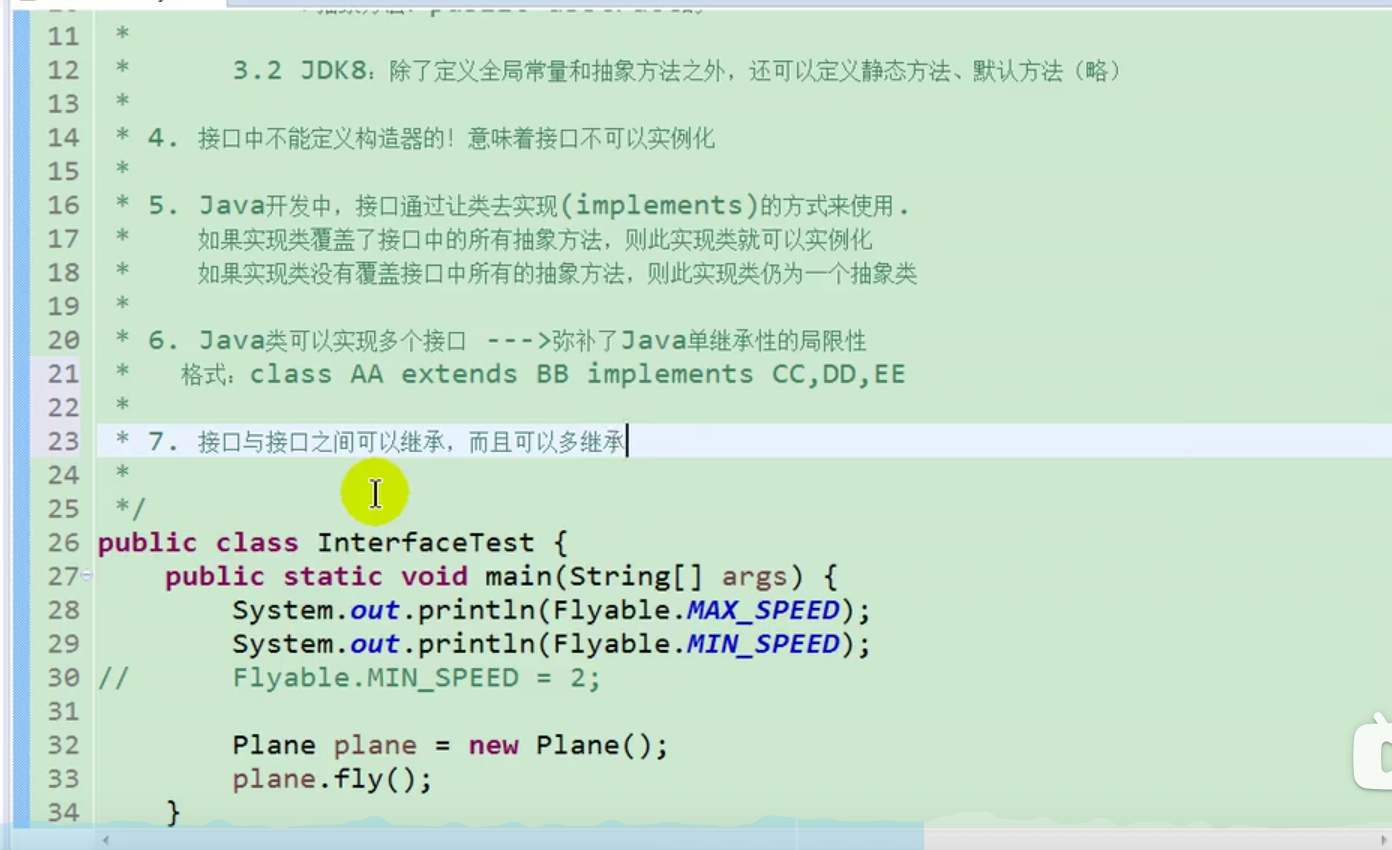 11 *
12 * 3.2 JDK8：除了定义全局常量和抽象方法之外，还可以定义静态方法、默认方法（略）
13 *
14 * 4. 接口中不能定义构造器的！意味着接口不可以实例化
15 *
16 * 5. Java开发中，接口通过让类去实现(implements)的方式来使用.
17 * 如果实现类覆盖了接口中的所有抽象方法，则此实现类就可以实例化
18 * 如果实现类没有覆盖接口中所有的抽象方法，则此实现类仍为一个抽象类
19 *
20 * 6. Java类可以实现多个接口 --->弥补了Java单继承性的局限性
21 * 格式：class AA extends BB implements CC,DD,EE
22 *
23 * 7. 接口与接口之间可以继承，而且可以多继承
24 *
25 */
26 public class InterfaceTest {
27 public static void main(String[] args) {
28 System.out.println(Flyable.MAX_SPEED);
29 System.out.println(Flyable.MIN_SPEED);
30 // Flyable.MIN_SPEED = 2;
31
32 Plane plane = new Plane();
33 plane.fly();
34 }